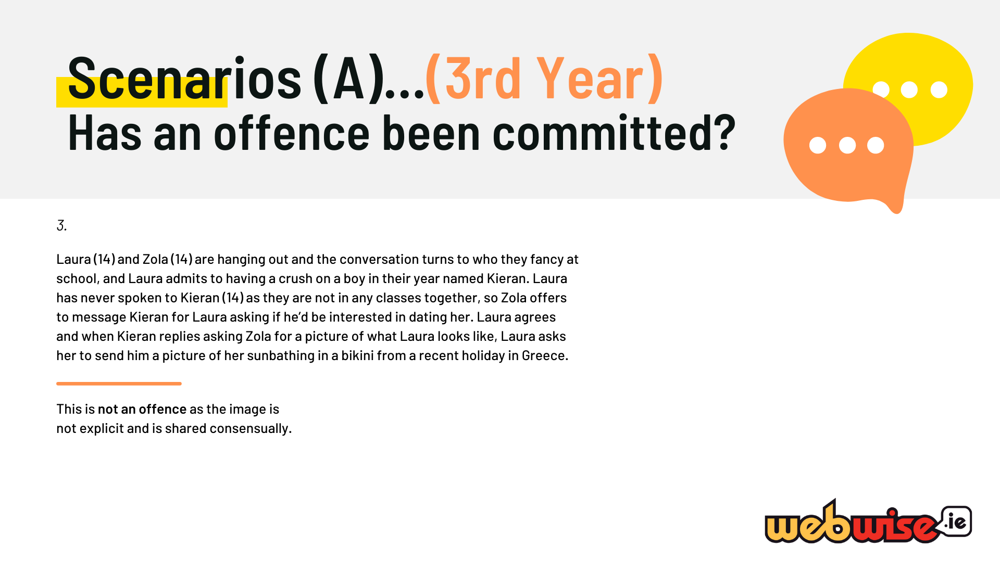 Scenarios (A)...(3rd Year)
Has an offence been committed?
3.
Laura (14) and Zola (14) are hanging out and the conversation turns to who they fancy at
school, and Laura admits to having a crush on a boy in their year named Kieran. Laura
has never spoken to Kieran (14) as they are not in any classes together, so Zola offers
to message Kieran for Laura asking if he’d be interested in dating her. Laura agrees
and when Kieran replies asking Zola for a picture of what Laura looks like, Laura asks
her to send him a picture of her sunbathing in a bikini from a recent holiday in Greece.
This is not an offence as the image is
not explicit and is shared consensually.
webwise.ie